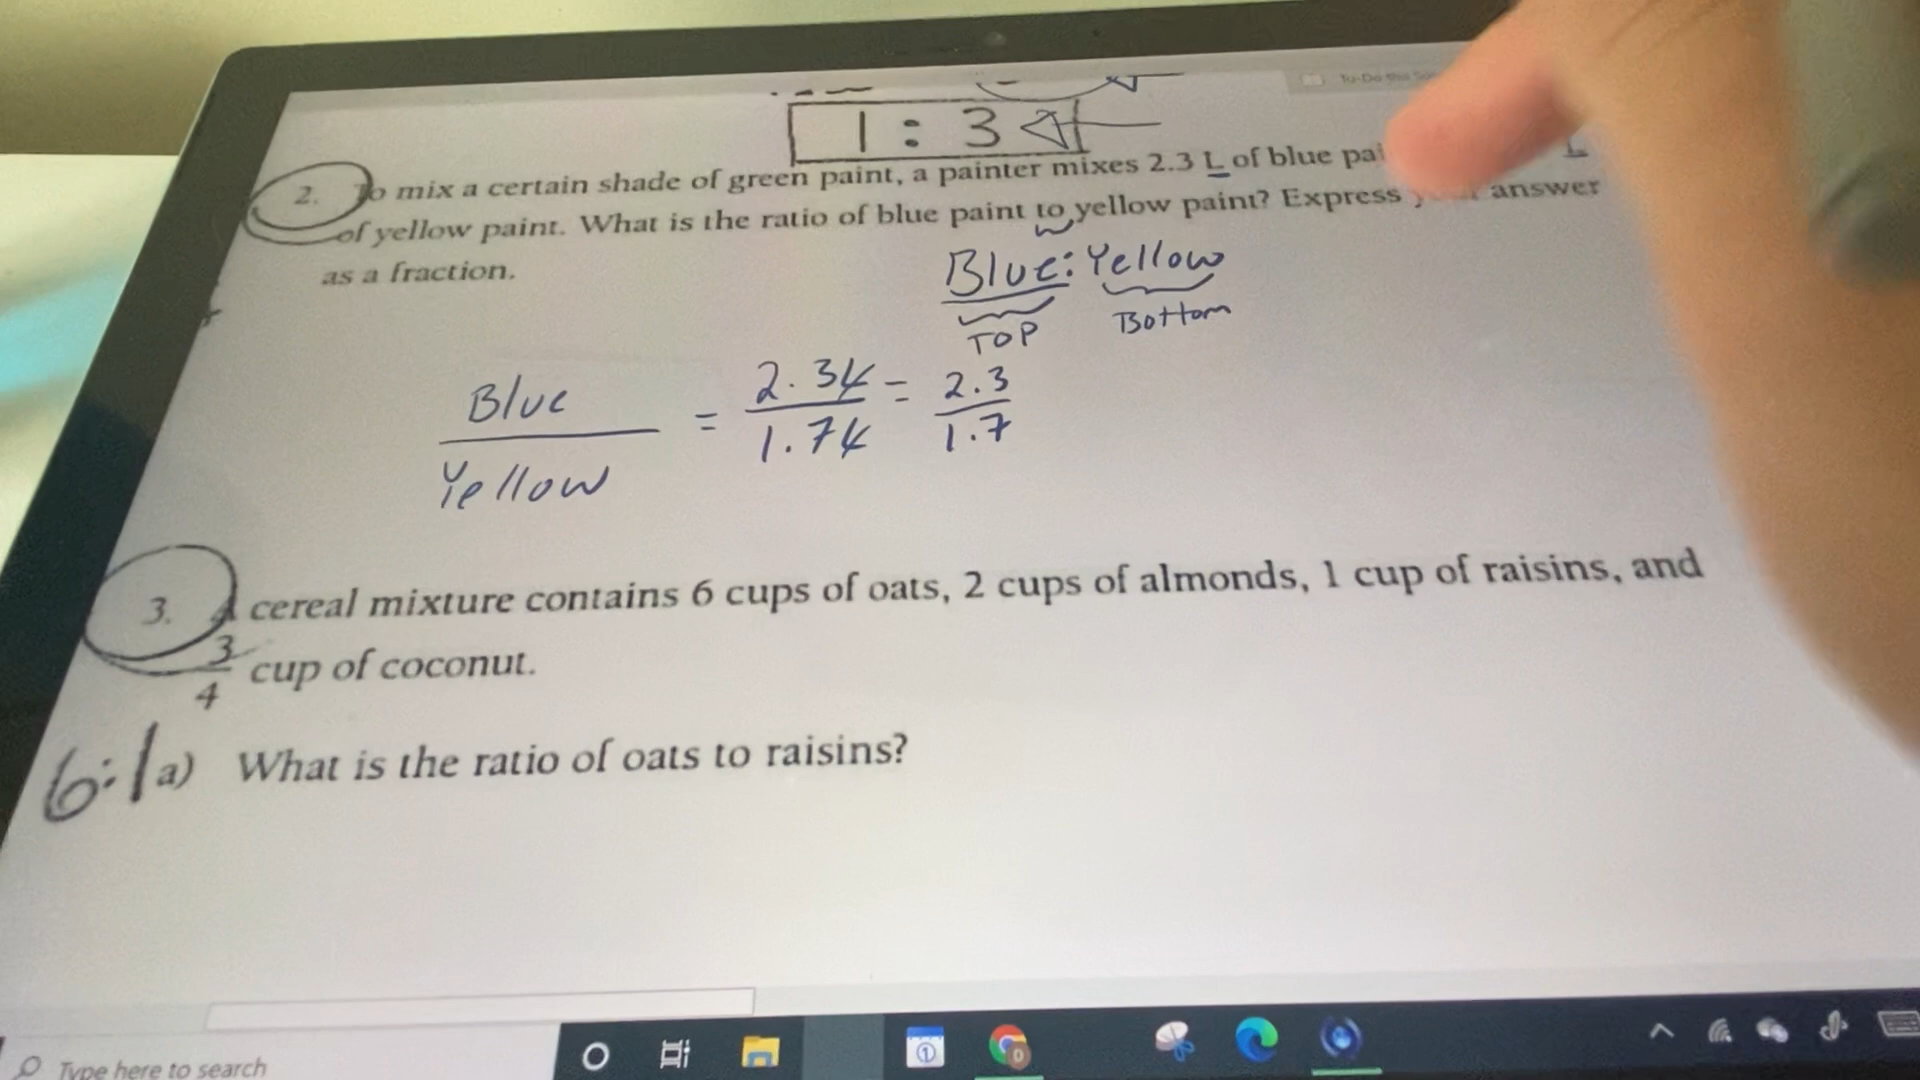 1 : 3
2. To mix a certain shade of green paint, a painter mixes 2.3 L of blue L
of yellow paint. What is the ratio of blue paint to yellow paint? Express answer
as a fraction.
Blue: Yellow
TOP Bottom
Blue = 2.3L = 2.3
Yellow 1.7L 1.7
3. A cereal mixture contains 6 cups of oats, 2 cups of almonds, 1 cup of raisins, and
3/4 cup of coconut.
6:1 a) What is the ratio of oats to raisins?
Type here to search